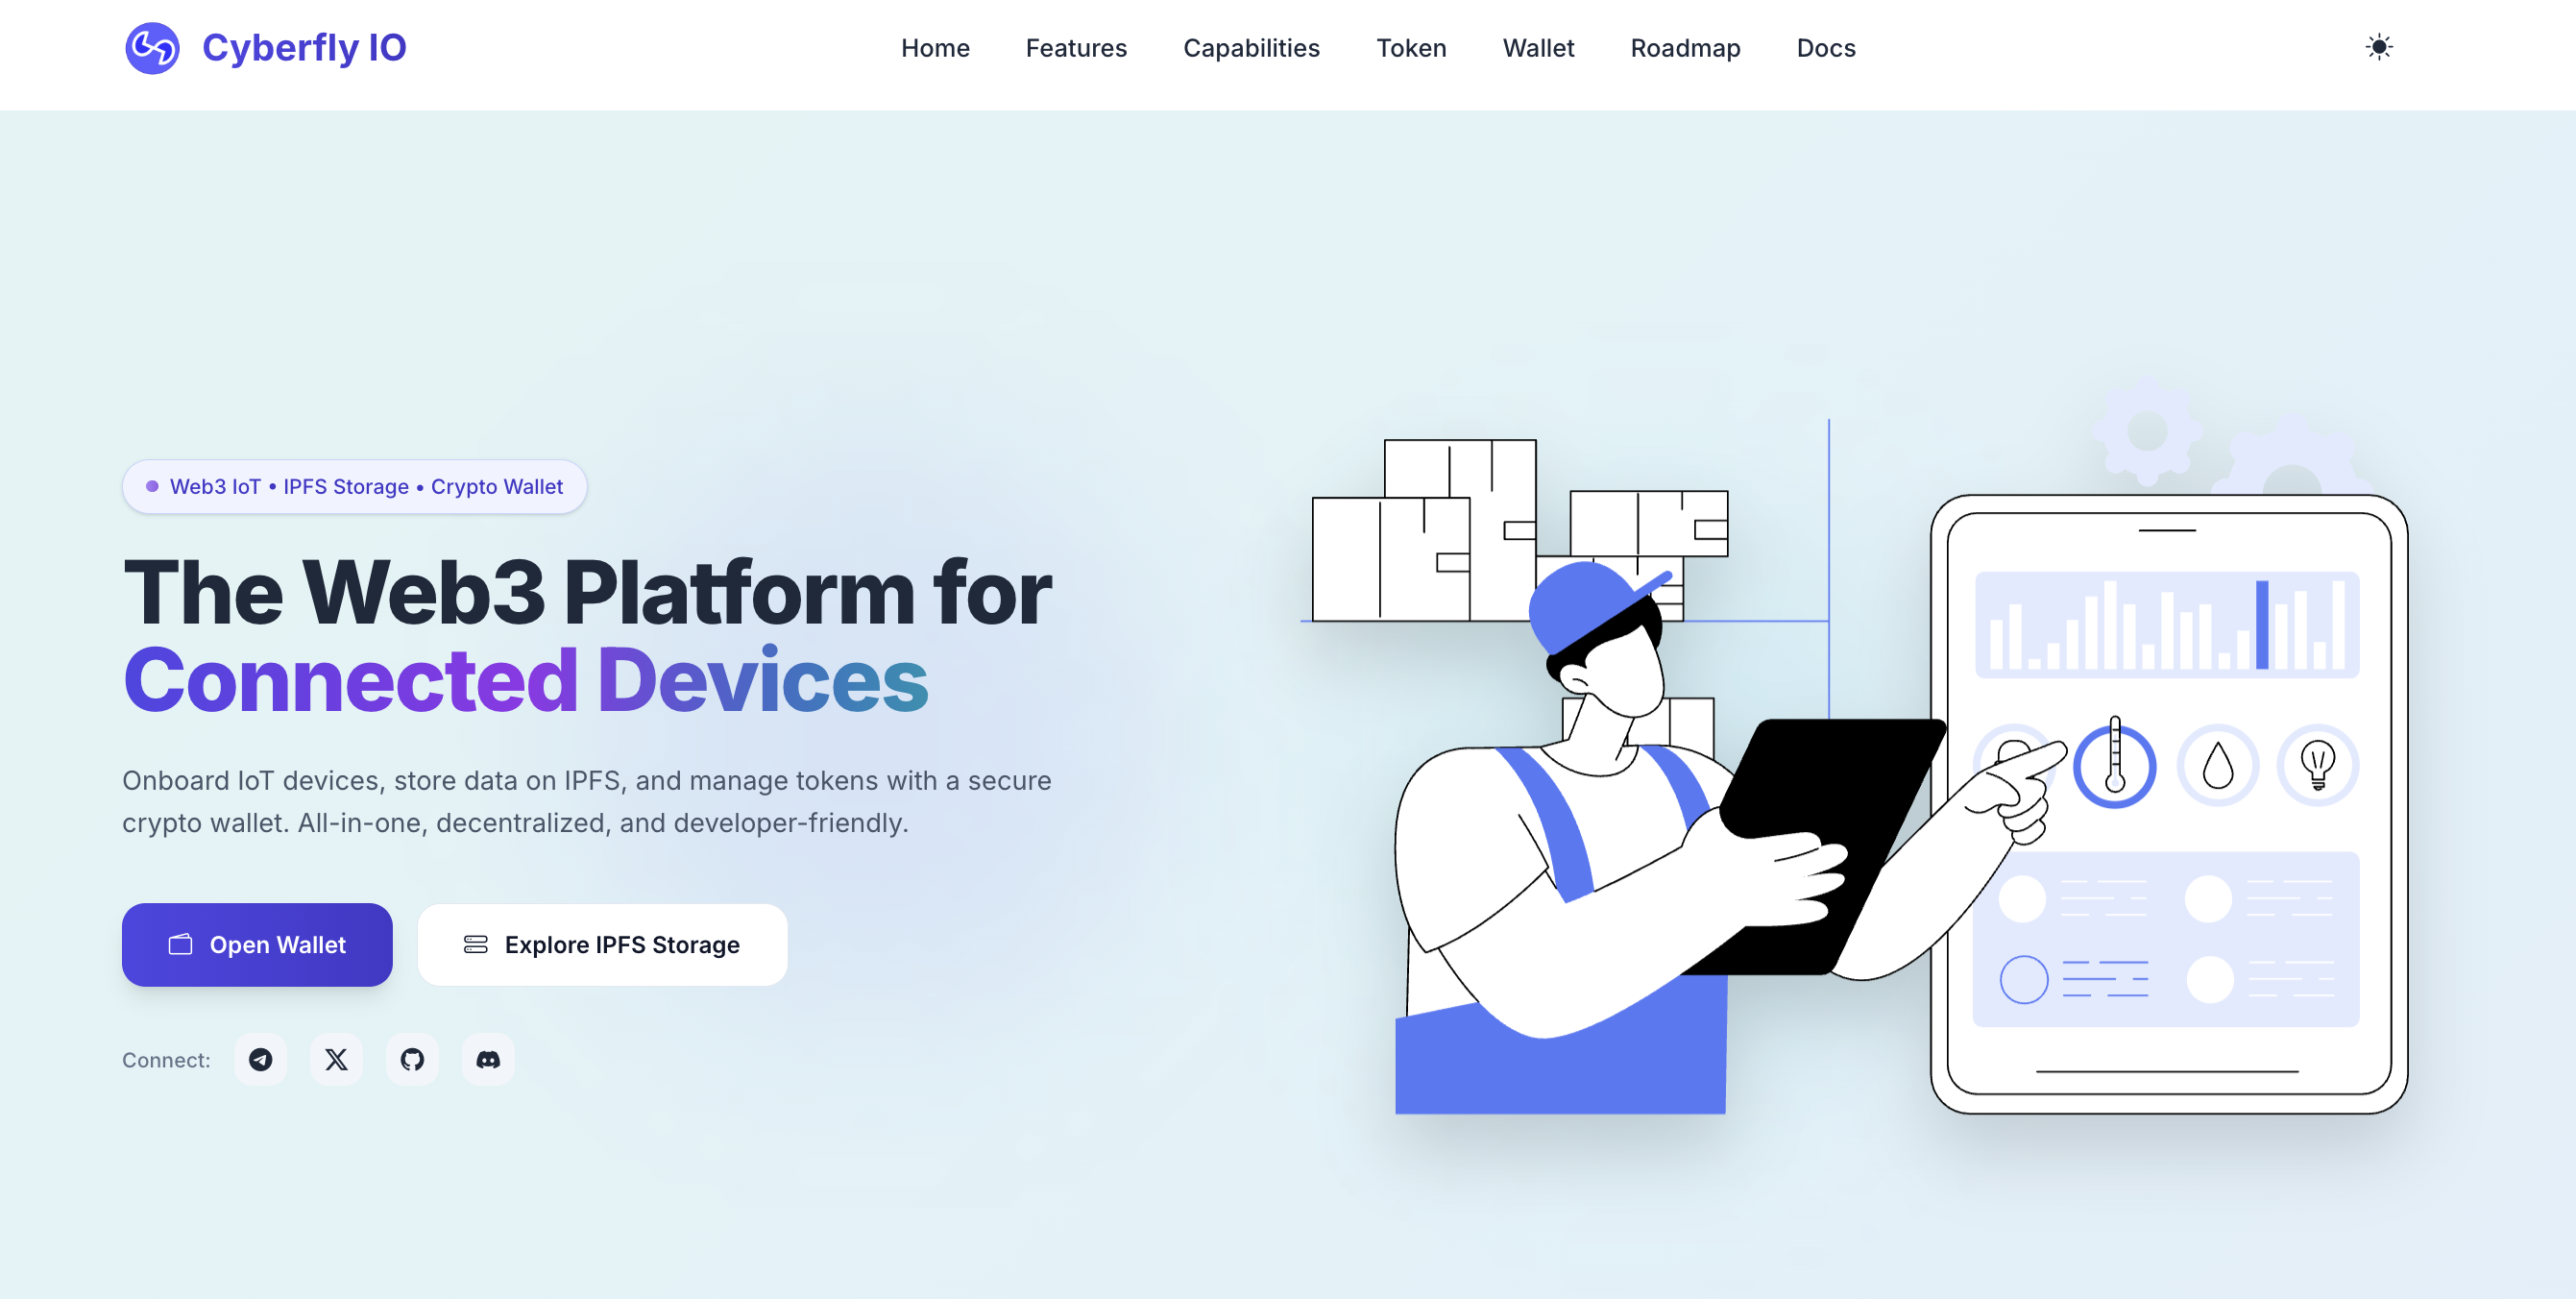 Cyberfly IO
Home Features Capabilities Token Wallet Roadmap Docs
Web3 IoT • IPFS Storage • Crypto Wallet
The Web3 Platform for
Connected Devices
Onboard IoT devices, store data on IPFS, and manage tokens with a secure
crypto wallet. All-in-one, decentralized, and developer-friendly.
Open Wallet Explore IPFS Storage
Connect: